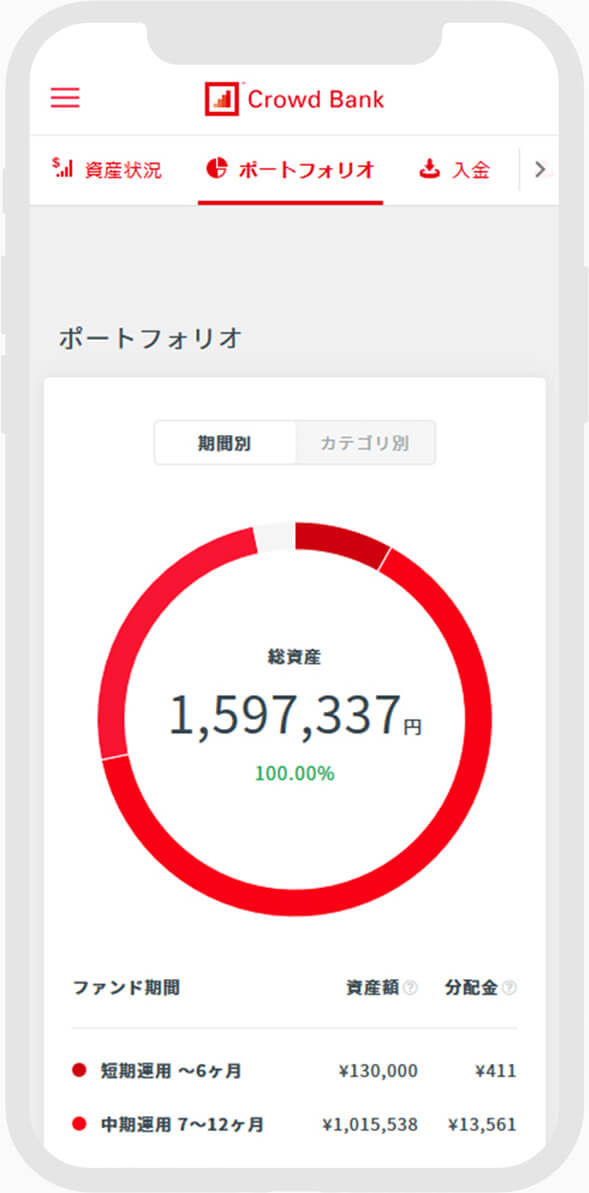 Crowd Bank
資産状況 ポートフォリオ 入金
ポートフォリオ
期間別 カテゴリ別
総資産
1,597,337円
100.00%
ファンド期間 資産額 ? 分配金 ?
短期運用 〜6ヶ月 ¥130,000 ¥411
中期運用 7〜12ヶ月 ¥1,015,538 ¥13,561